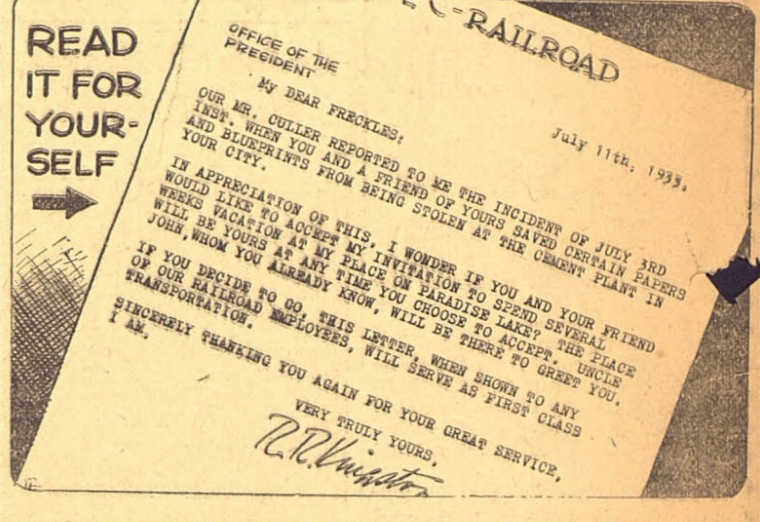 READ
IT FOR
YOUR-
SELF
C-RAILROAD
OFFICE OF THE
PRESIDENT
July 11th,
My DEAR FRECKLES:
OUR MR. CULLER REPORTED TO ME THE INCIDENT OF JULY 3RD
INST. WHEN YOU AND A FRIEND OF YOURS SAVED CERTAIN PAPERS
AND BLUEPRINTS FROM BEING STOLEN AT THE CEMENT PLANT IN
YOUR CITY.
IN APPRECIATION OF THIS, I WONDER IF YOU AND YOUR FRIEND
WOULD LIKE TO ACCEPT MY INVITATION TO SPEND SEVERAL
WEEKS VACATION AT MY PLACE ON PARADISE LAKE? THE PLACE
WILL BE YOURS AT ANY TIME YOU CHOOSE TO ACCEPT. UNCLE
JOHN, WHOM YOU ALREADY KNOW, WILL BE THERE TO GREET YOU.
IF YOU DECIDE TO GO, THIS LETTER, WHEN SHOWN TO ANY
OF OUR RAILROAD EMPLOYEES, WILL SERVE AS FIRST CLASS
TRANSPORTATION.
SINCERELY THANKING YOU AGAIN FOR YOUR GREAT SERVICE,
I AM,
VERY TRULY YOURS,
R.R. Kingston